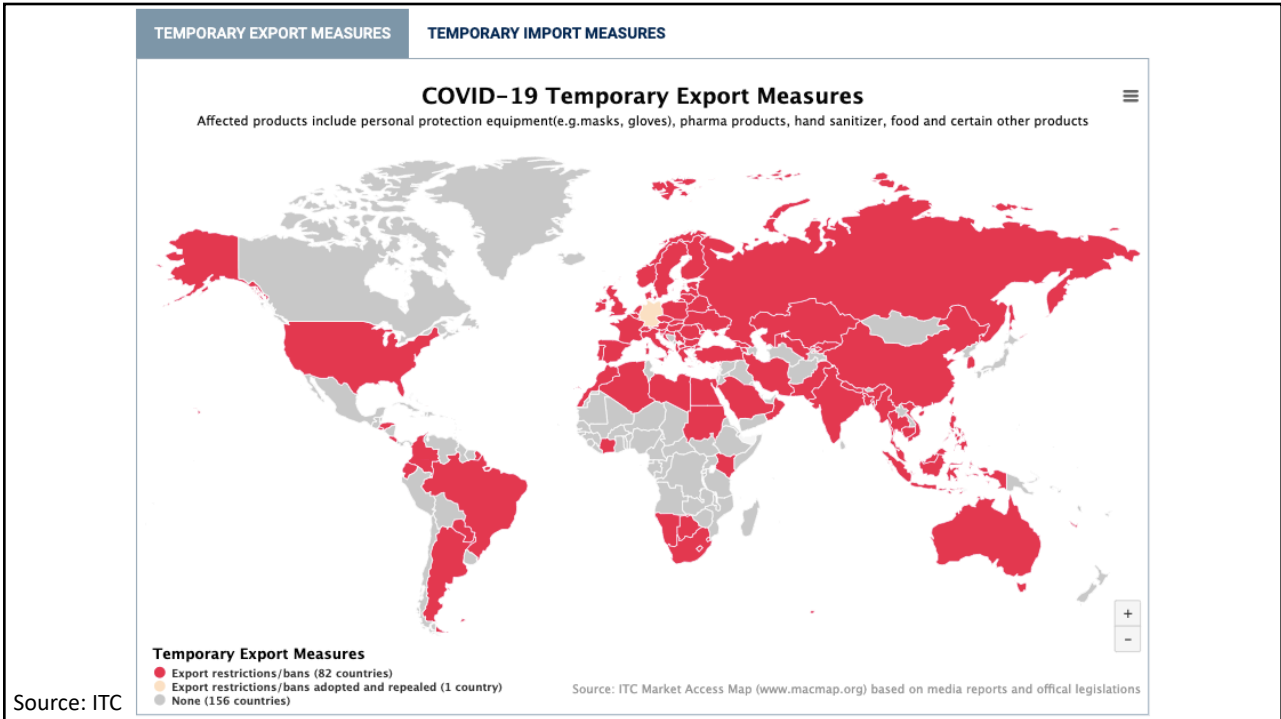 TEMPORARY EXPORT MEASURES
TEMPORARY IMPORT MEASURES
COVID-19 Temporary Export Measures
Affected products include personal protection equipment(e.g.masks, gloves), pharma products, hand sanitizer, food and certain other products
+
−
Temporary Export Measures
Export restrictions/bans (82 countries)
Export restrictions/bans adopted and repealed (1 country)
None (156 countries)
Source: ITC Market Access Map (www.macmap.org) based on media reports and offical legislations
Source: ITC